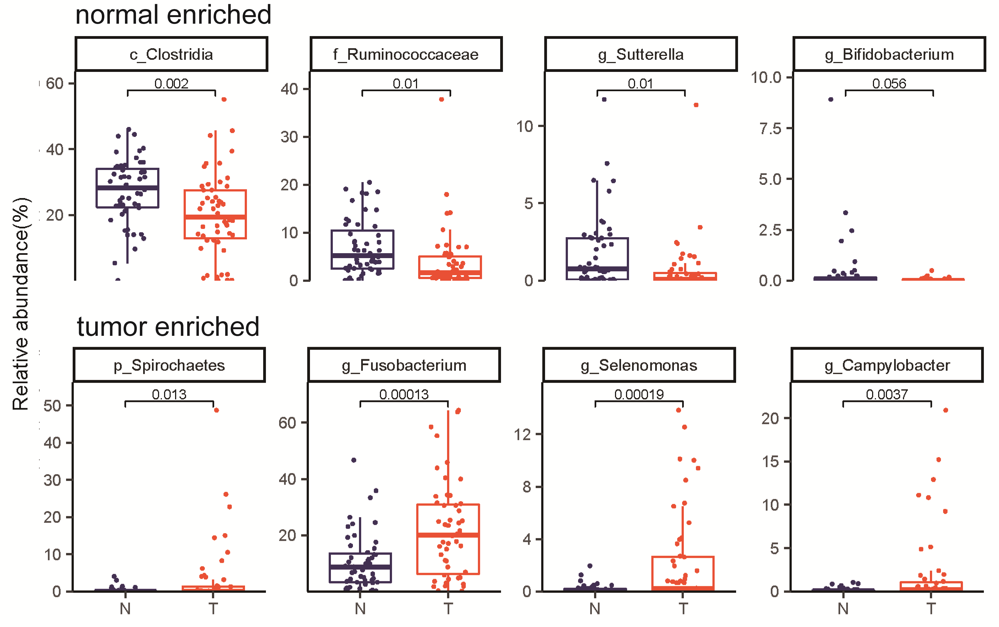 normal enriched
c_Clostridia
f_Ruminococcaceae
g_Sutterella
g_Bifidobacterium
60
40
20
0.002
40
30
20
10
0
0.01
10
5
0
0.01
10.0
7.5
5.0
2.5
0.0
0.056
Relative abundance(%)
tumor enriched
p_Spirochaetes
g_Fusobacterium
g_Selenomonas
g_Campylobacter
50
40
30
20
10
0
0.013
N
T
60
40
20
0.00013
N
T
12
8
4
0
0.00019
N
T
20
15
10
5
0
0.0037
N
T